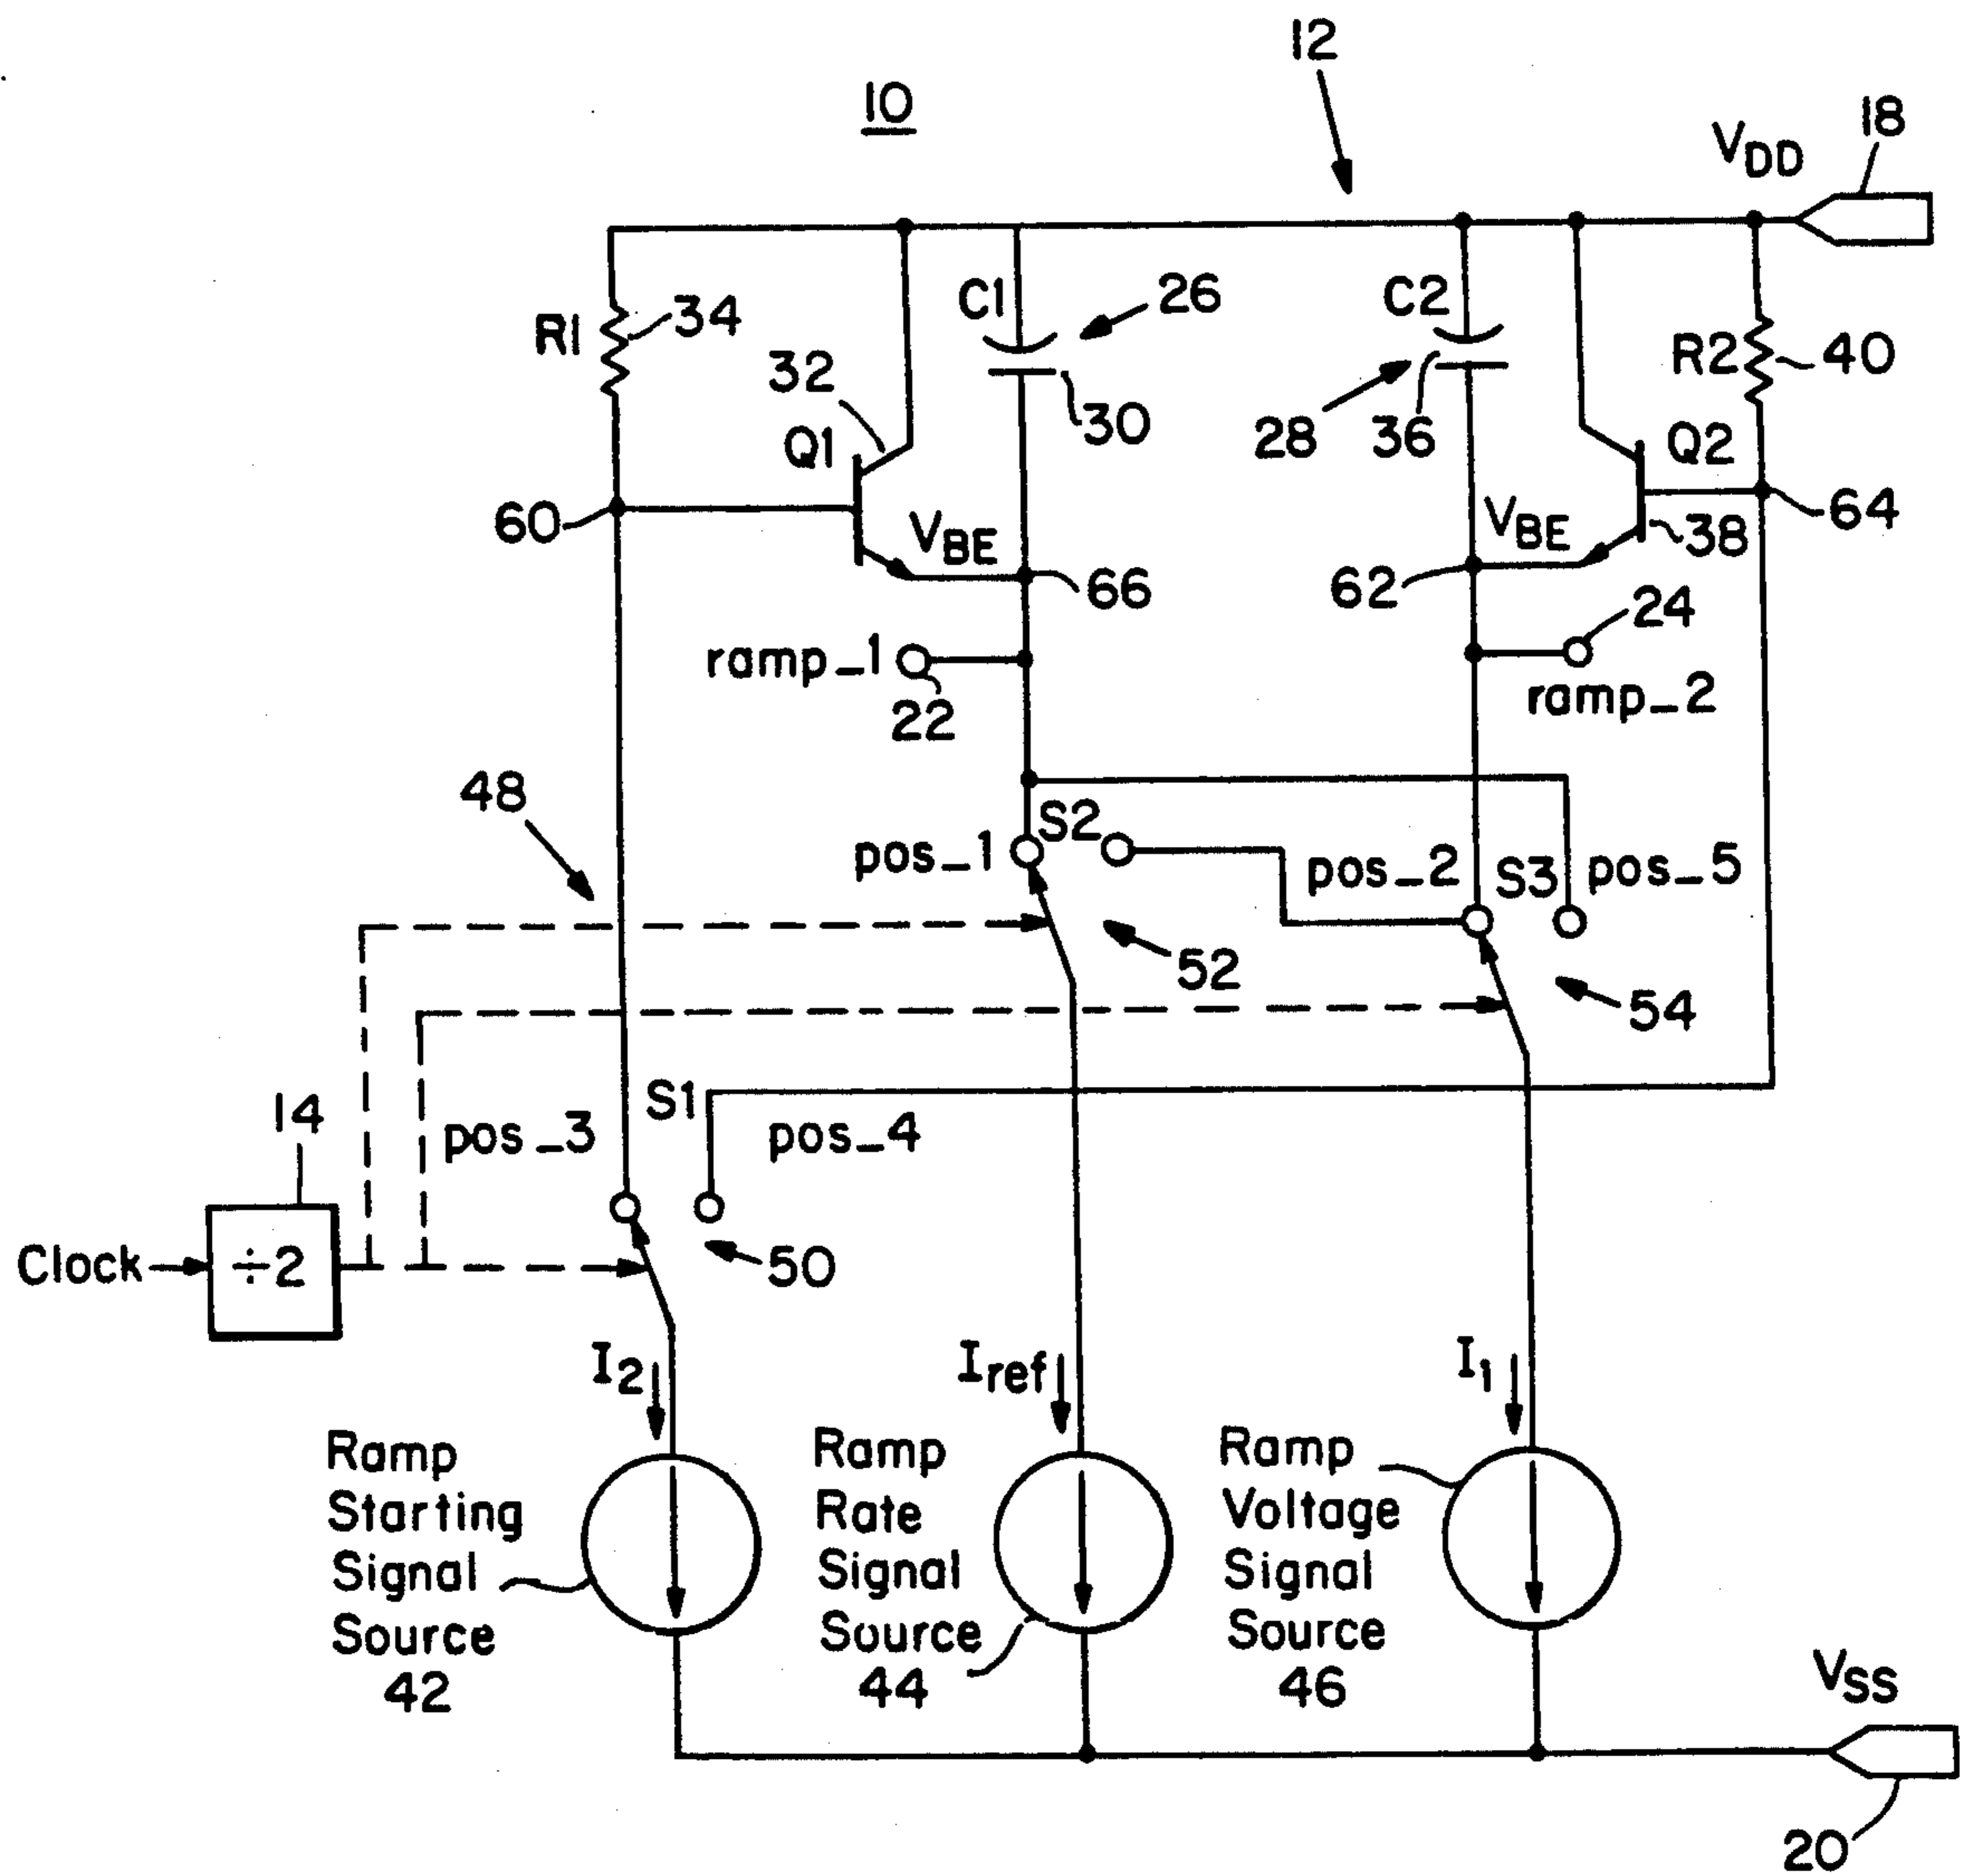 12
10
18
VDD
C1
26
C2
R1
34
32
R2
40
30
28
36
Q1
Q2
60
VBE
VBE
64
66
62
38
ramp_1
24
22
ramp_2
48
S2
pos_1
pos_2
S3
pos_5
52
54
S1
14
pos_3
pos_4
Clock
÷2
50
I2
Iref
I1
Ramp
Starting
Signal
Source
42
Ramp
Rate
Signal
Source
44
Ramp
Voltage
Signal
Source
46
VSS
20